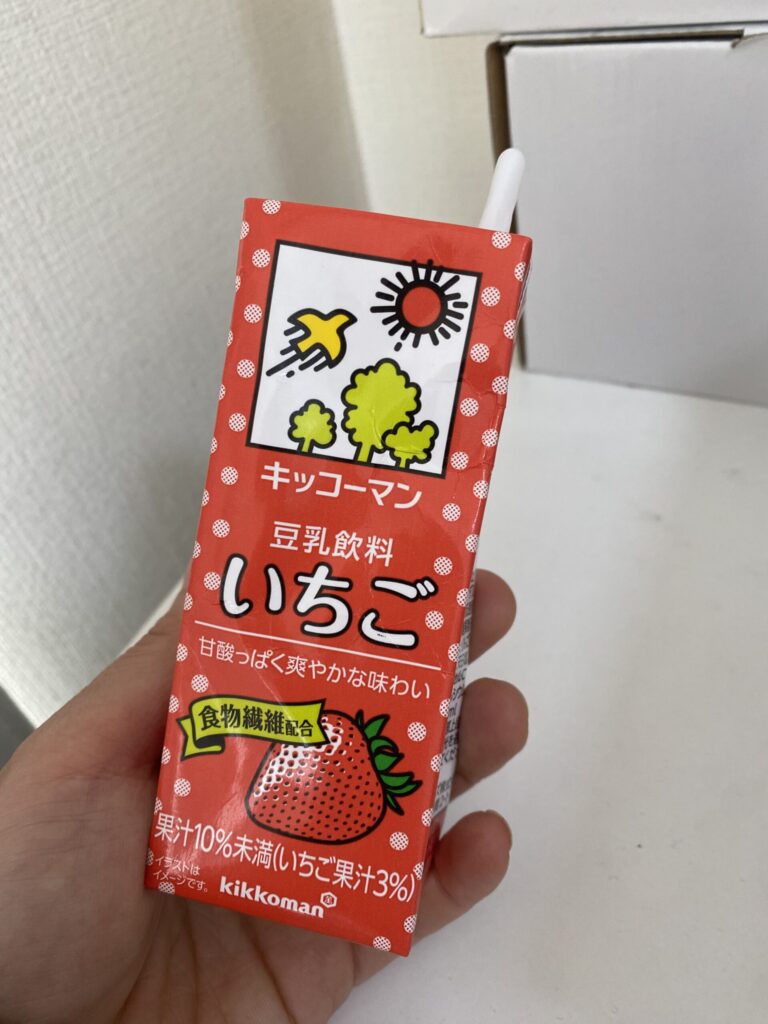 キッコーマン
豆乳飲料
いちご
甘酸っぱく爽やかな味わい
食物繊維配合
果汁10%未満(いちご果汁3%)
イラストは
イメージです。
kikkoman